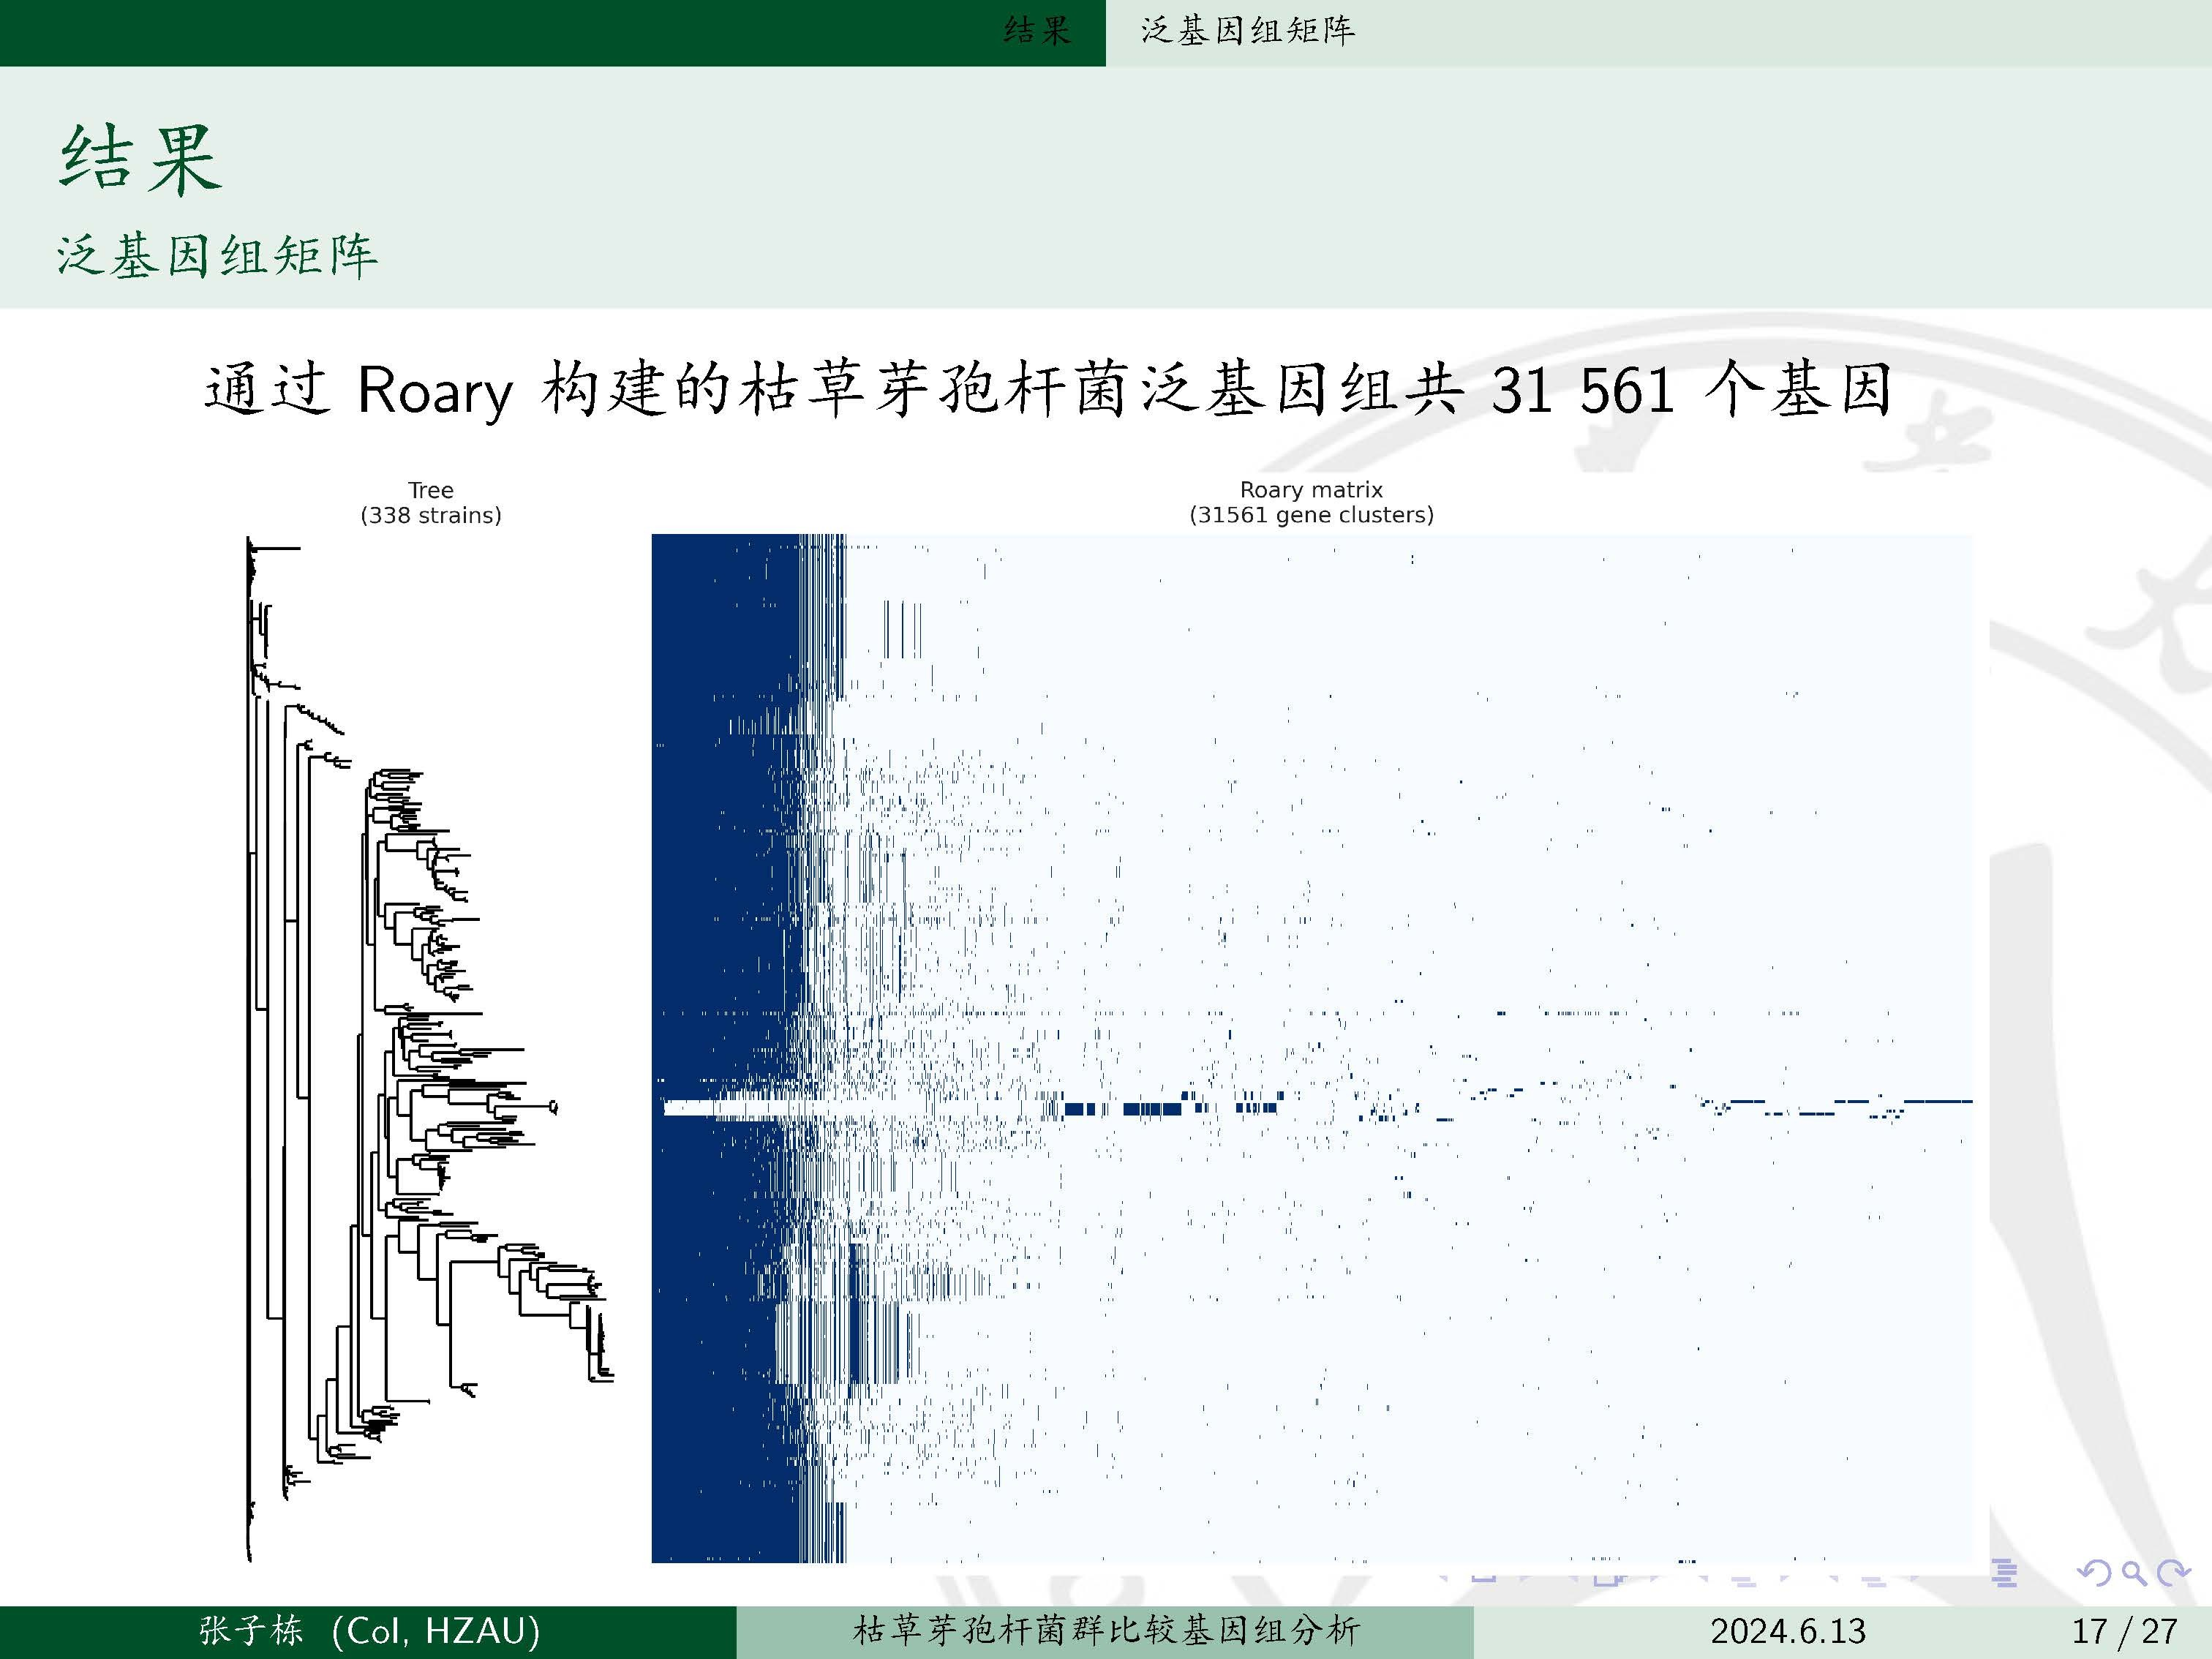 结果
泛基因组矩阵
结果
泛基因组矩阵
通过 Roary 构建的枯草芽孢杆菌泛基因组共 31 561 个基因
Tree
(338 strains)
Roary matrix
(31561 gene clusters)
张子栋 (CoI, HZAU)
枯草芽孢杆菌群比较基因组分析
2024.6.13
17 / 27